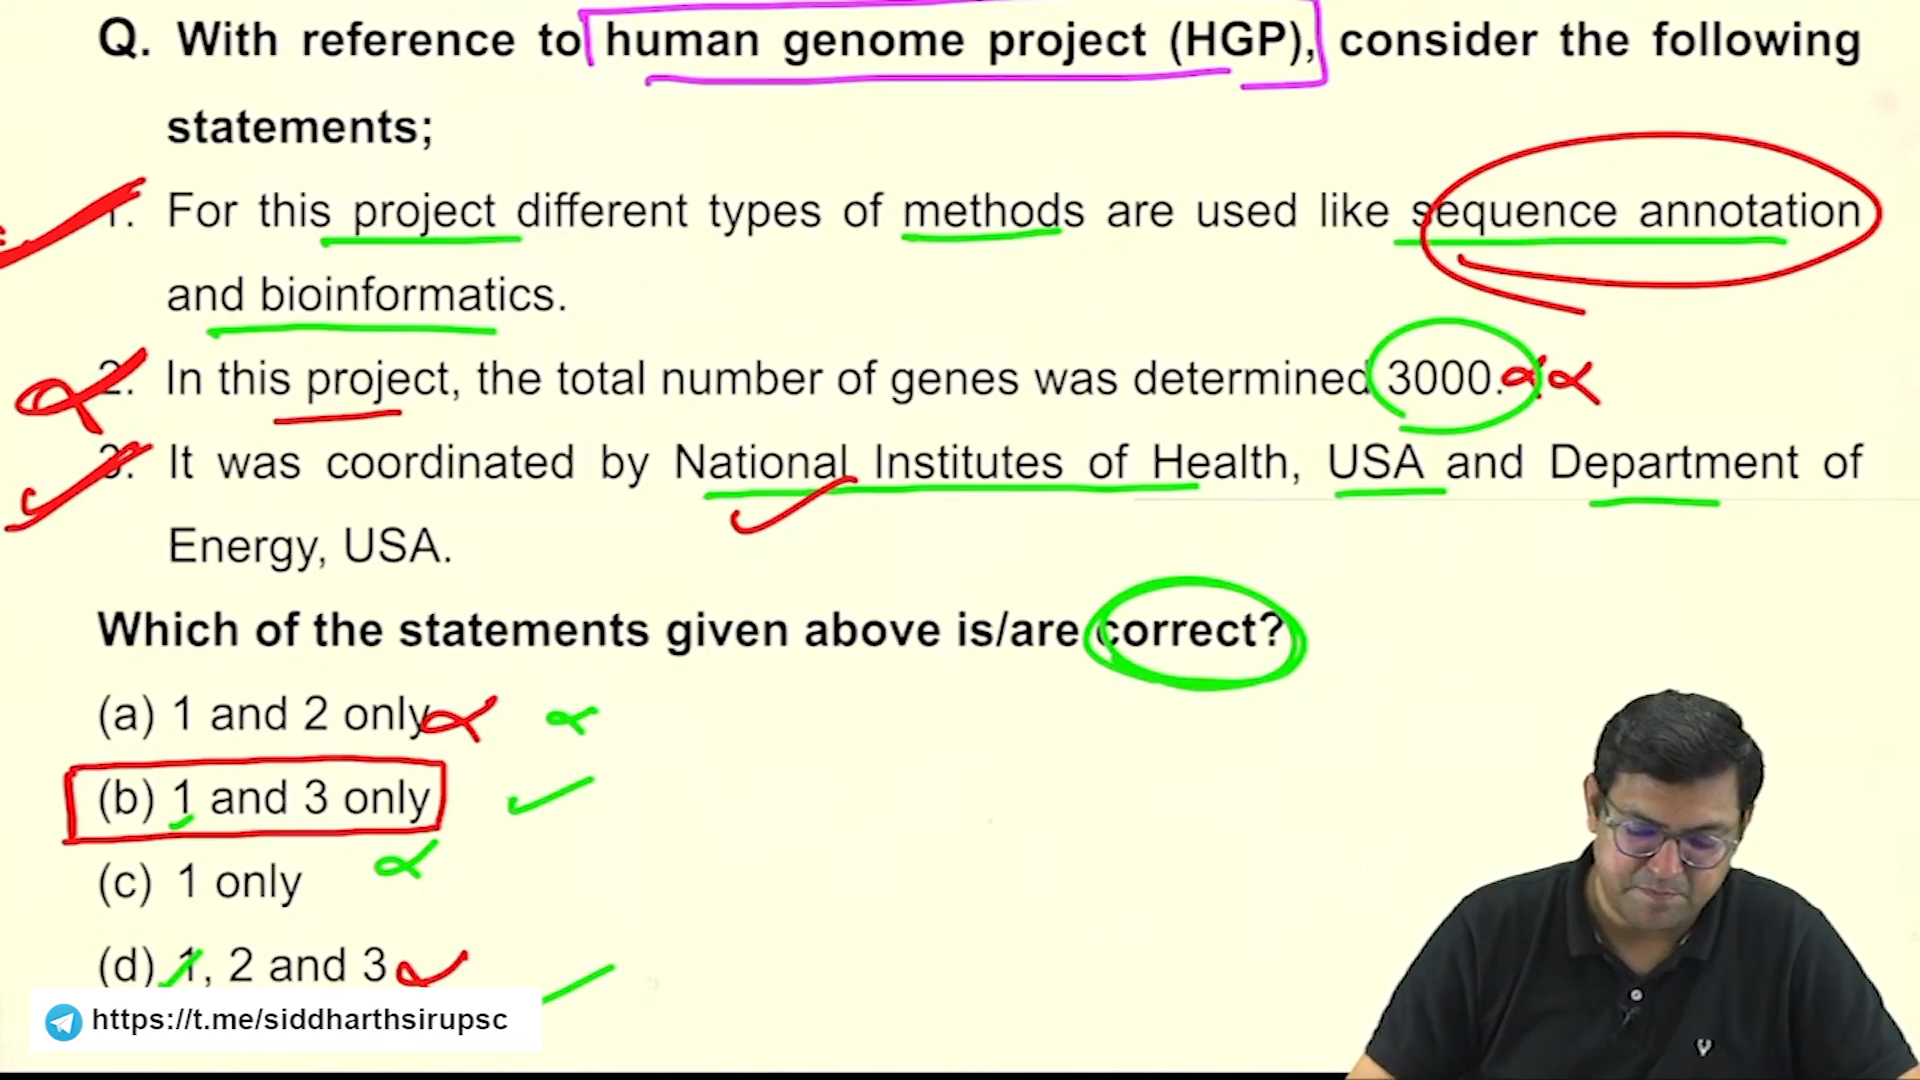 Q. With reference to human genome project (HGP), consider the following
statements;
1. For this project different types of methods are used like sequence annotation
and bioinformatics.
2. In this project, the total number of genes was determined 3000.
3. It was coordinated by National Institutes of Health, USA and Department of
Energy, USA.
Which of the statements given above is/are correct?
(a) 1 and 2 only
(b) 1 and 3 only
(c) 1 only
(d) 1, 2 and 3
https://t.me/siddharthsirupsc